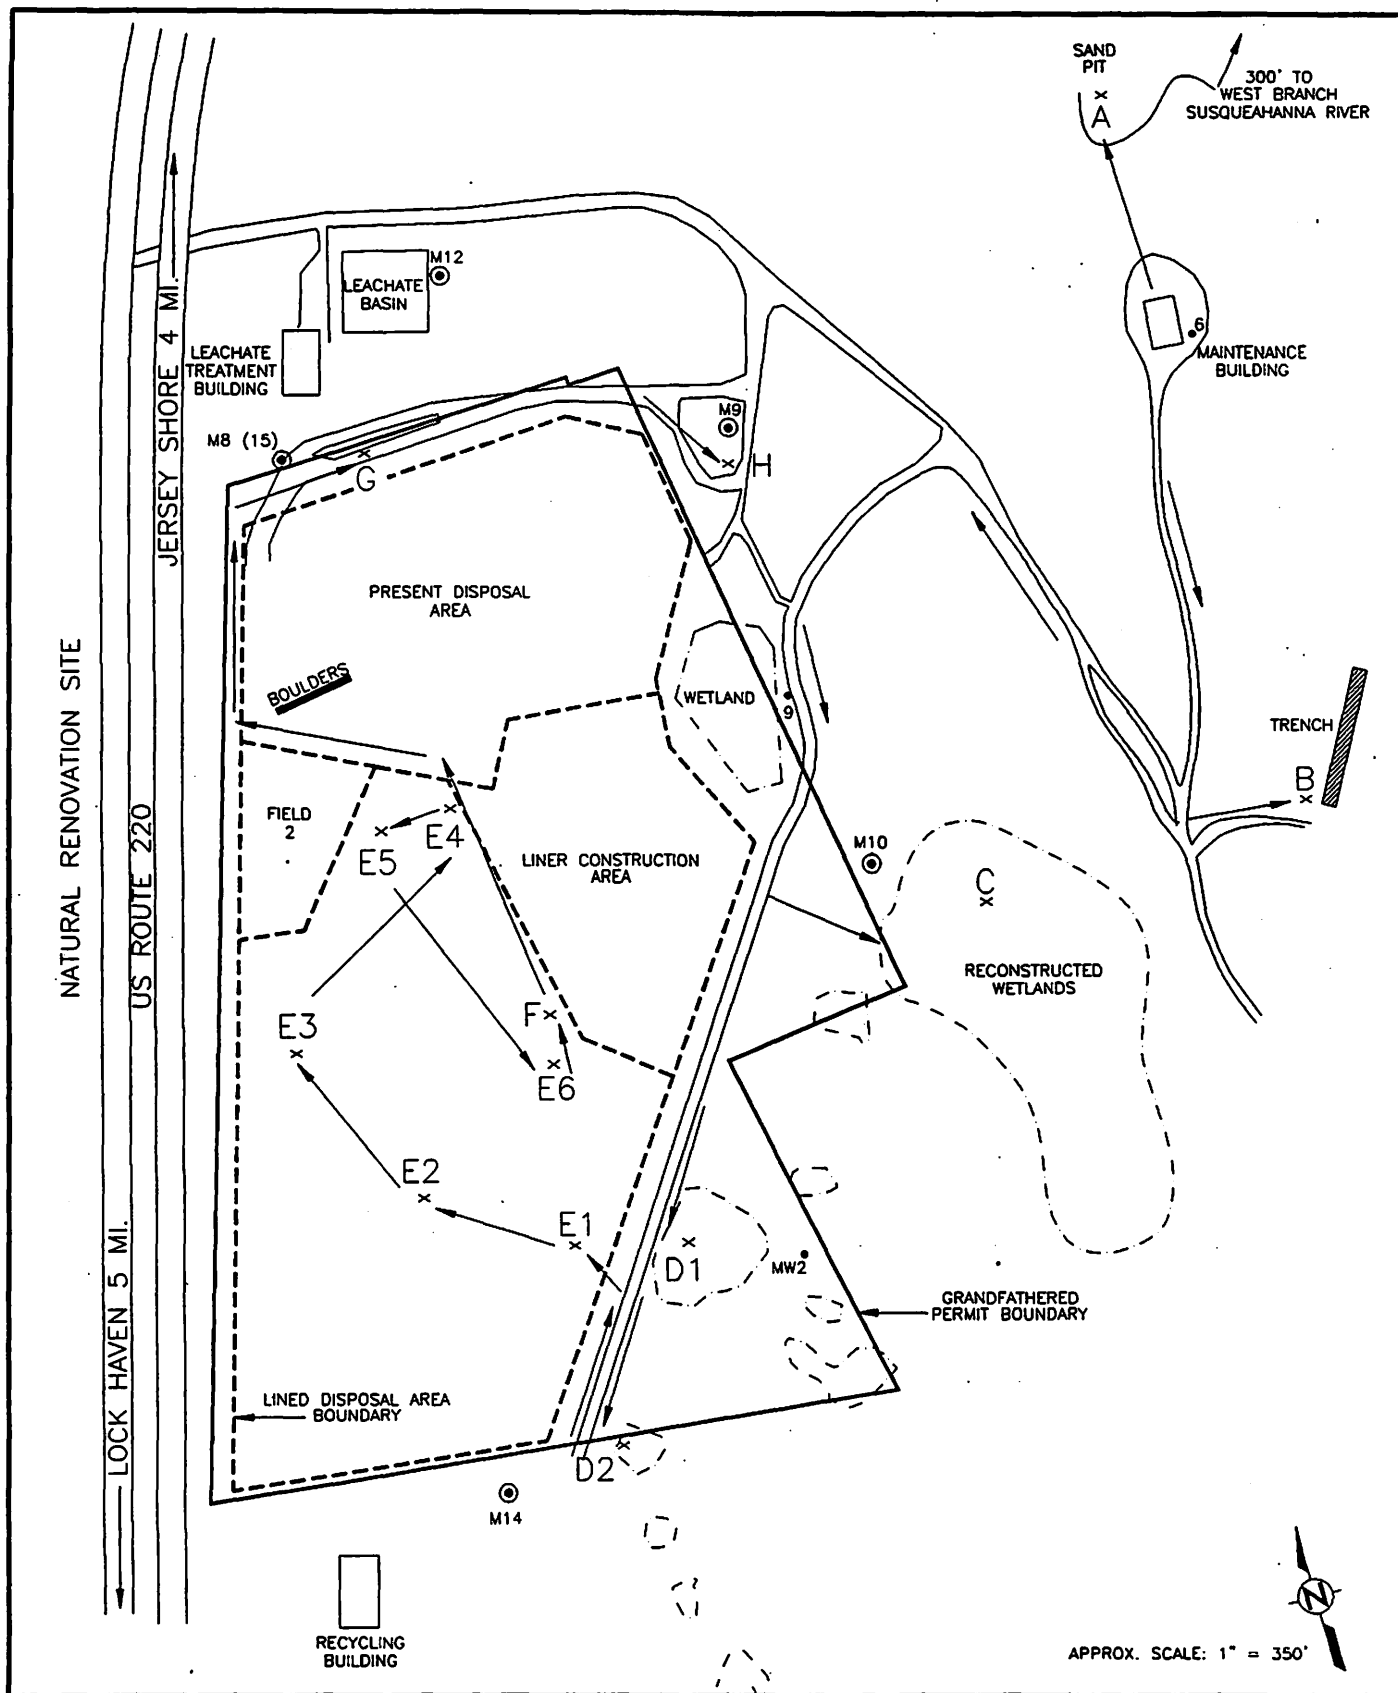 SAND
PIT
A
300' TO
WEST BRANCH
SUSQUEAHANNA RIVER
M12
LEACHATE
BASIN
LEACHATE
TREATMENT
BUILDING
6
MAINTENANCE
BUILDING
JERSEY SHORE 4 MI.
M8 (15)
M9
G
H
PRESENT DISPOSAL
AREA
BOULDERS
WETLAND
9
TRENCH
B
NATURAL RENOVATION SITE
US ROUTE 220
FIELD
2
E4
E5
LINER CONSTRUCTION
AREA
M10
C
RECONSTRUCTED
WETLANDS
F
E3
E6
E2
E1
D1
MW2
GRANDFATHERED
PERMIT BOUNDARY
LOCK HAVEN 5 MI.
LINED DISPOSAL AREA
BOUNDARY
D2
M14
RECYCLING
BUILDING
N
APPROX. SCALE: 1" = 350'